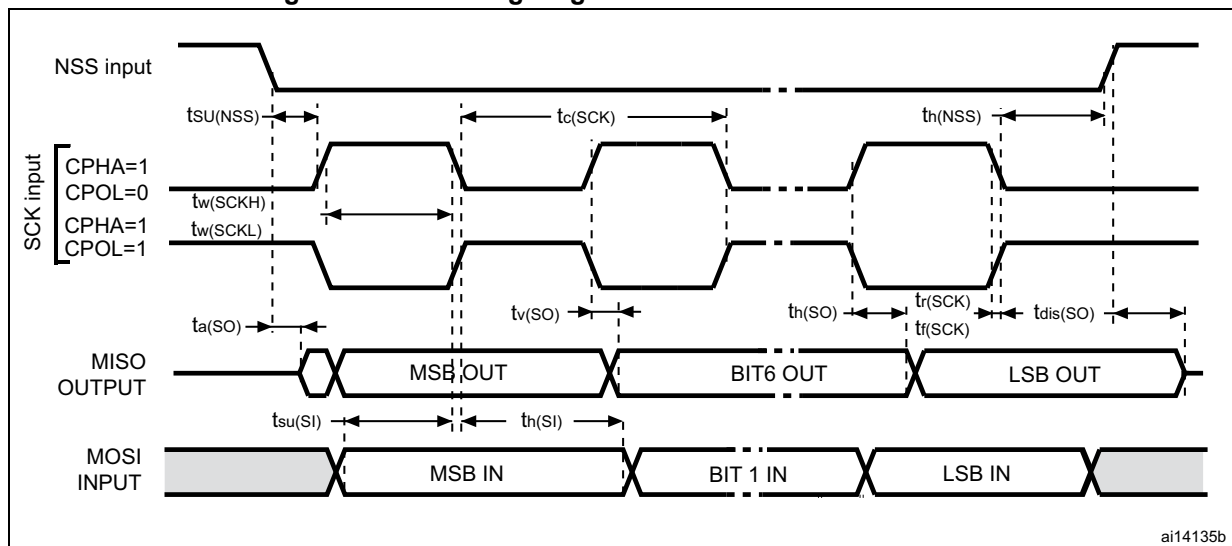 NSS input
tSU(NSS)
tc(SCK)
th(NSS)
SCK input
CPHA=1
CPOL=0
tw(SCKH)
CPHA=1
tw(SCKL)
CPOL=1
ta(SO)
tv(SO)
th(SO)
tr(SCK)
tf(SCK)
tdis(SO)
MISO
OUTPUT
MSB OUT
BIT6 OUT
LSB OUT
tsu(SI)
th(SI)
MOSI
INPUT
MSB IN
BIT 1 IN
LSB IN
ai14135b